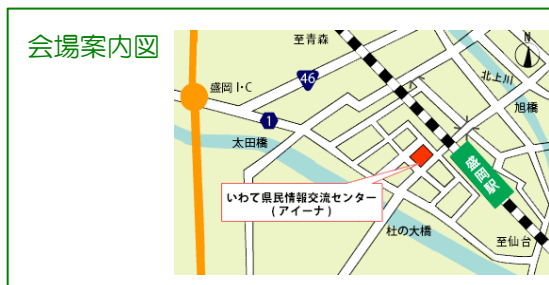 会場案内図
至青森
N
46
北上川
盛岡I・C
旭橋
1
太田橋
盛岡駅
いわて県民情報交流センター
(アイーナ)
杜の大橋
至仙台